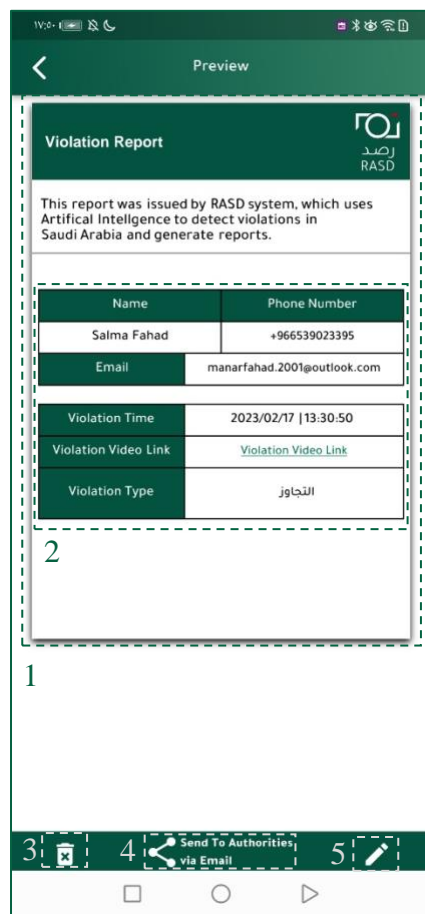 ١٧:٥٠
Preview
Violation Report
رصد
RASD
This report was issued by RASD system, which uses
Artifical Intellgence to detect violations in
Saudi Arabia and generate reports.
Name Phone Number
Salma Fahad +966539023395
Email manarfahad.2001@outlook.com
Violation Time 2023/02/17 |13:30:50
Violation Video Link Violation Video Link
Violation Type التجاوز
2
1
3 4 Send To Authorities
via Email 5